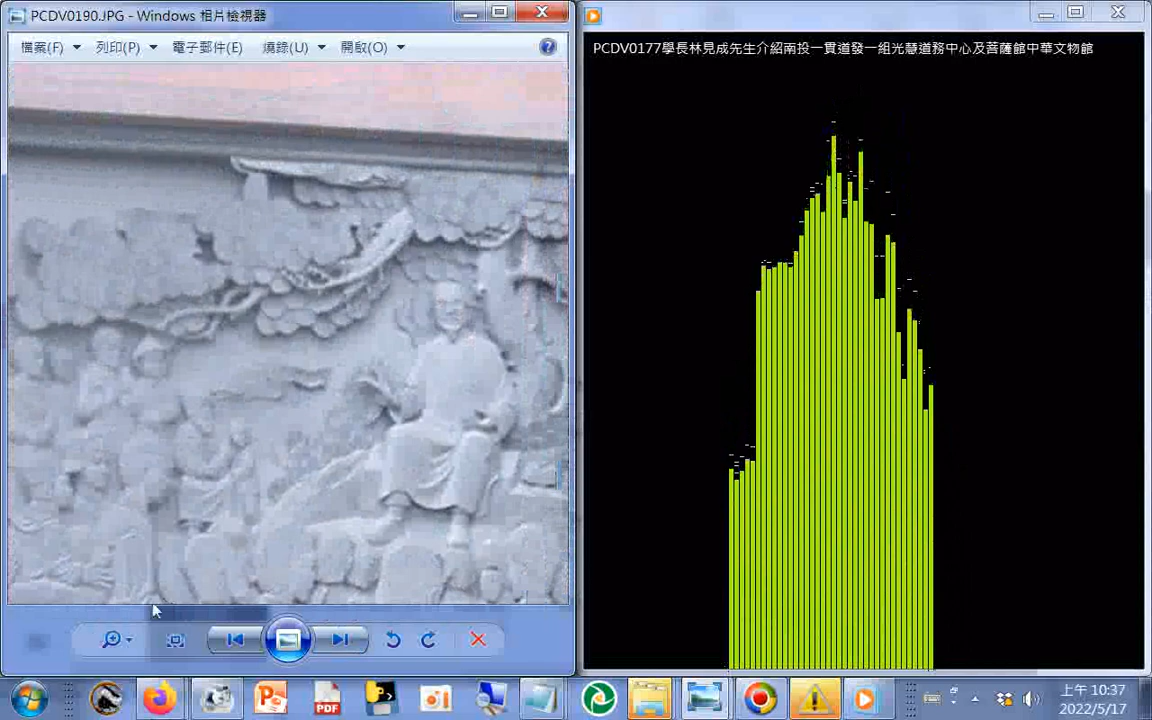 PCDV0190.JPG - Windows 相片檢視器
檔案(F) 列印(P) 電子郵件(E) 燒錄(U) 開啟(O)
PCDV0177學長林見成先生介紹南投一貫道發一組光慧道務中心及菩薩館中華文物館
PDF
上午 10:37
2022/5/17